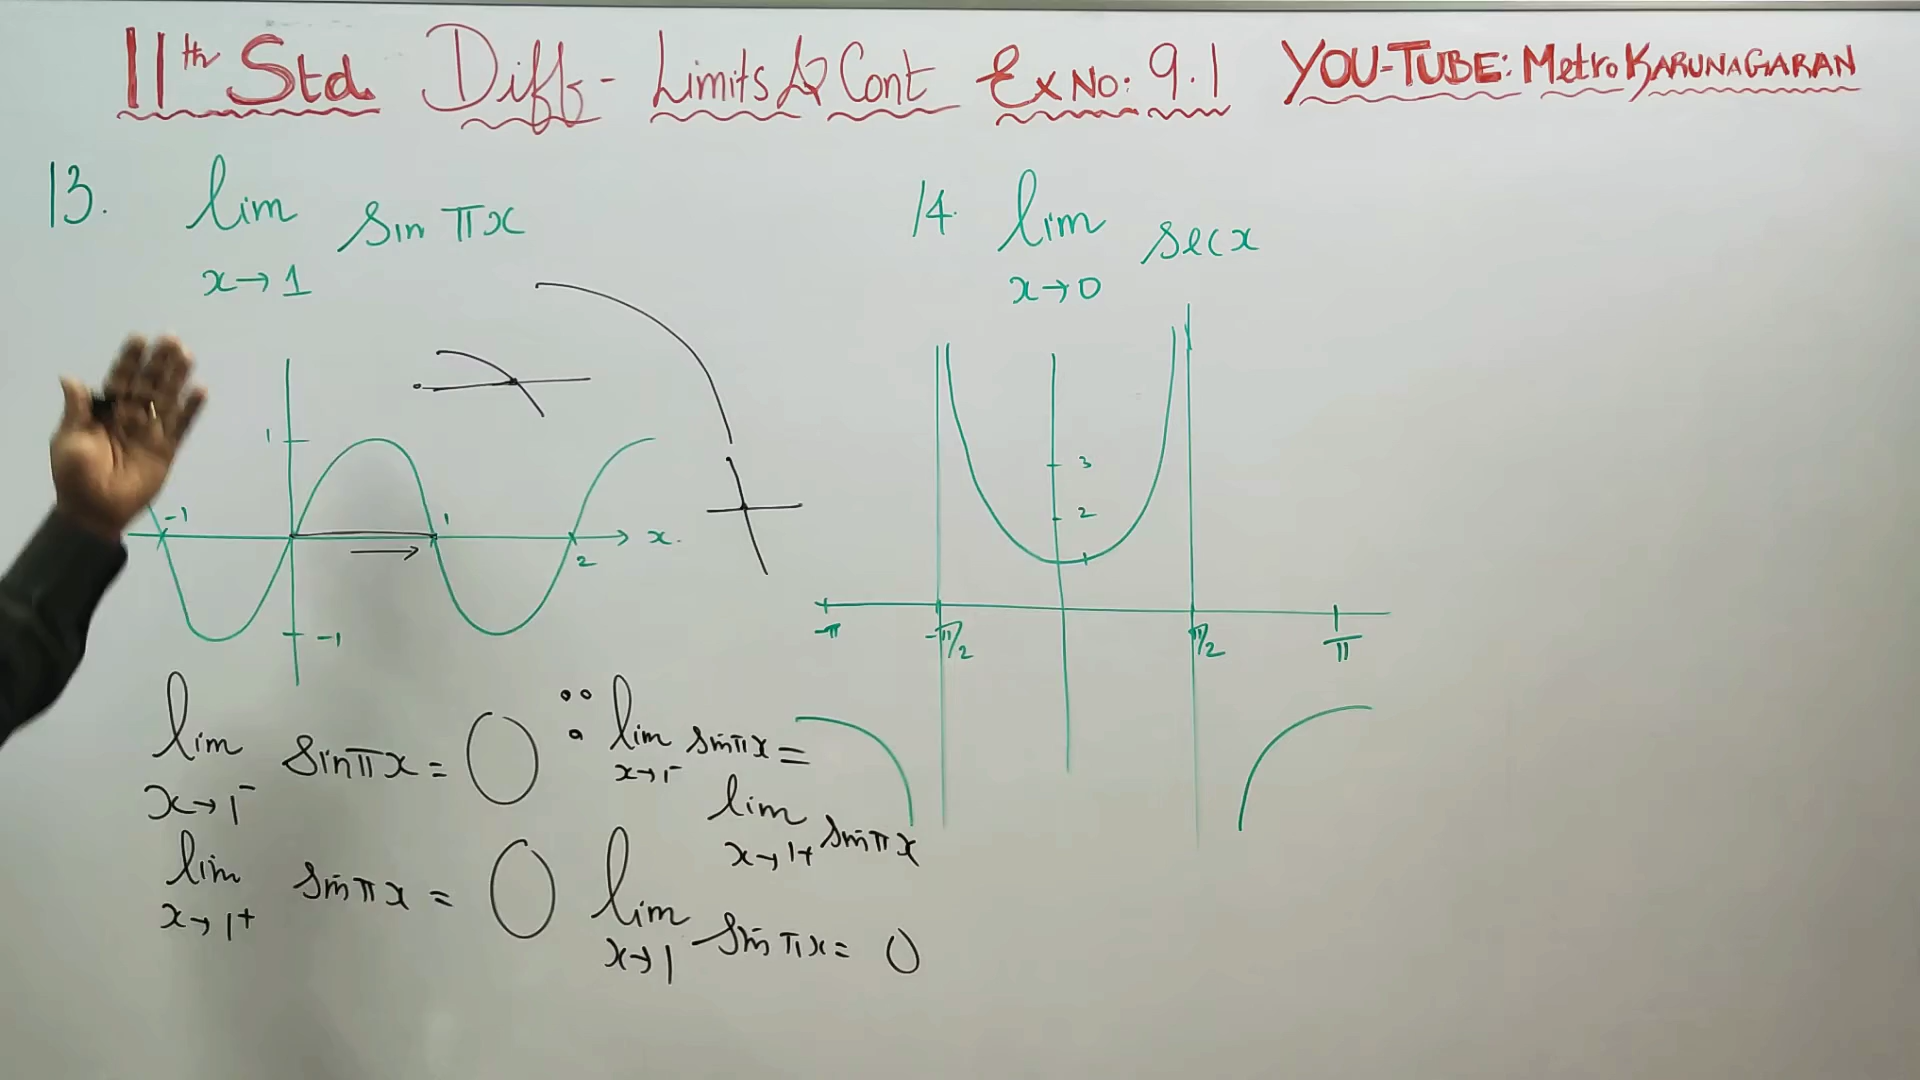 11th Std Diff - Limits & Cont Ex No: 9.1 YOU-TUBE: Metro KARUNAGARAN
13. lim sin πx
x→1
14. lim sec x
x→0
1
-1
1
2
x.
-1
3
2
1
-π
-π/2
π/2
π
lim sinπx = 0
x→1⁻
∵ lim sinπx =
x→1⁻
lim sinπx
x→1+
lim sinπx = 0
x→1+
lim sinπx = 0
x→1